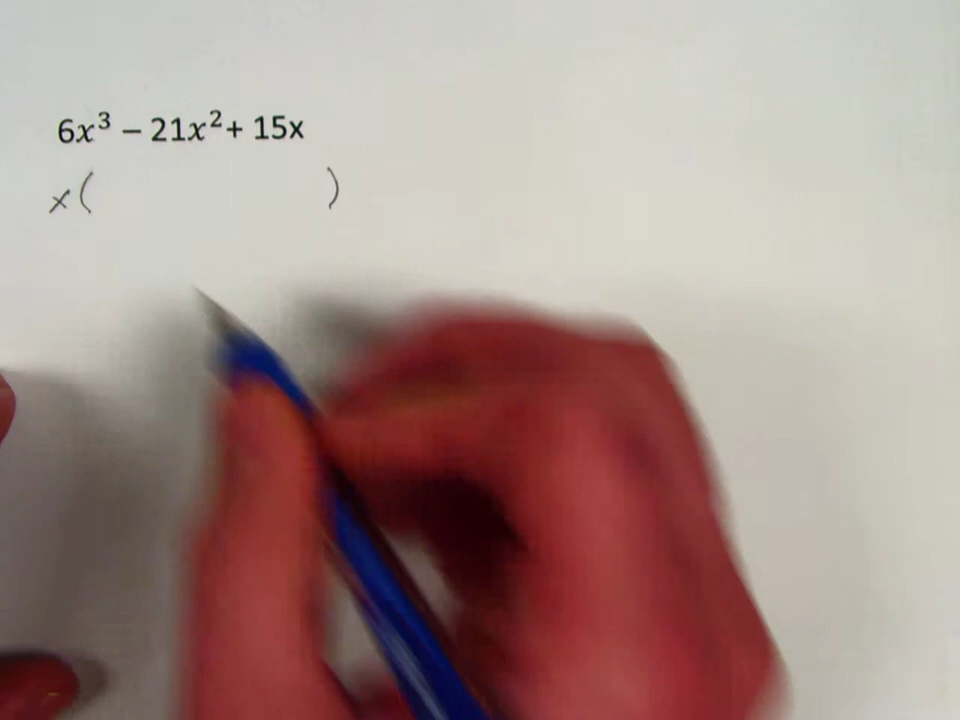 6x³ – 21x² + 15x
x (                    )